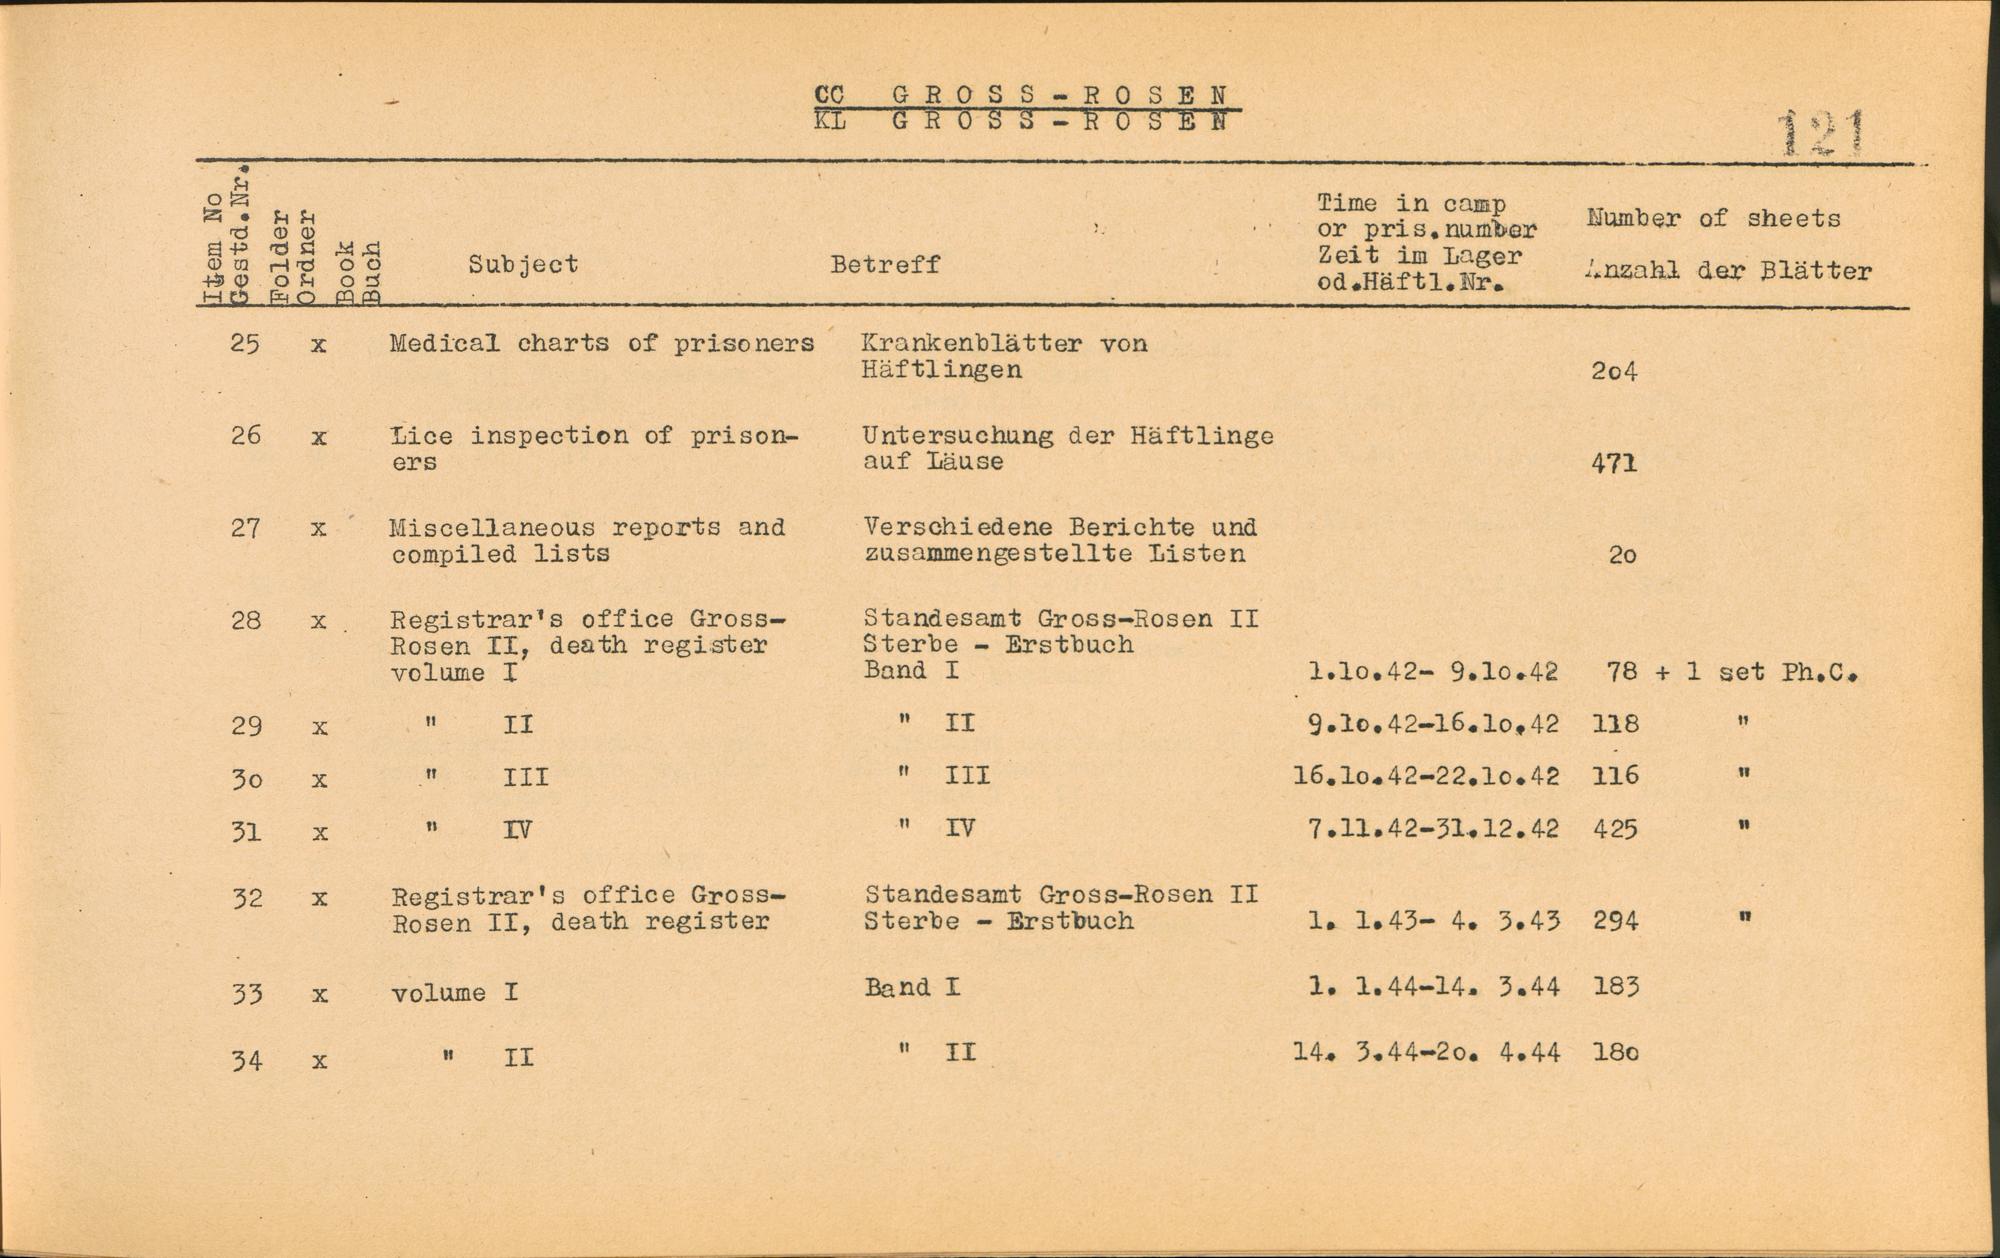 CC GROSS-ROSEN
KL GROSS-ROSEN
121
Item No
Gestd.Nr.
Folder
Ordner
Book
Buch
Subject
Betreff
Time in camp
or pris.number
Zeit im Lager
od.Häftl.Nr.
Number of sheets
Anzahl der Blätter
25 x Medical charts of prisoners Krankenblätter von
Häftlingen 2o4
26 x Lice inspection of prison- Untersuchung der Häftlinge
ers auf Läuse 471
27 x Miscellaneous reports and Verschiedene Berichte und
compiled lists zusammengestellte Listen 2o
28 x Registrar's office Gross- Standesamt Gross-Rosen II
Rosen II, death register Sterbe - Erstbuch
volume I Band I 1.1o.42- 9.1o.42 78 + 1 set Ph.C.
29 x " II " II 9.1o.42-16.1o.42 118 "
3o x " III " III 16.1o.42-22.1o.42 116 "
31 x " IV " IV 7.11.42-31.12.42 425 "
32 x Registrar's office Gross- Standesamt Gross-Rosen II
Rosen II, death register Sterbe - Erstbuch 1. 1.43- 4. 3.43 294 "
33 x volume I Band I 1. 1.44-14. 3.44 183
34 x " II " II 14. 3.44-2o. 4.44 18o